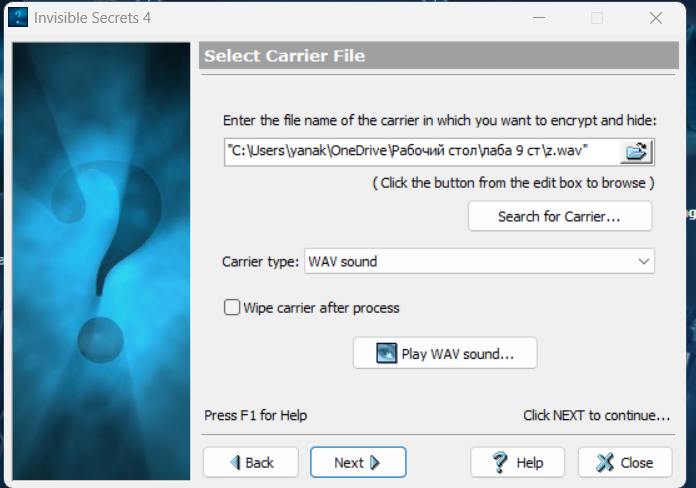 Invisible Secrets 4
Select Carrier File
Enter the file name of the carrier in which you want to encrypt and hide:
"C:\Users\yanak\OneDrive\Рабочий стол\лаба 9 ст\z.wav"
( Click the button from the edit box to browse )
Search for Carrier...
Carrier type: WAV sound
Wipe carrier after process
Play WAV sound...
Press F1 for Help Click NEXT to continue...
Back Next Help Close